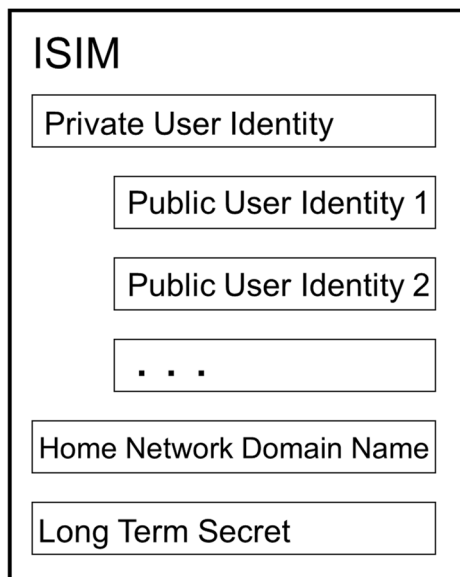 ISIM
Private User Identity
Public User Identity 1
Public User Identity 2
. . .
Home Network Domain Name
Long Term Secret